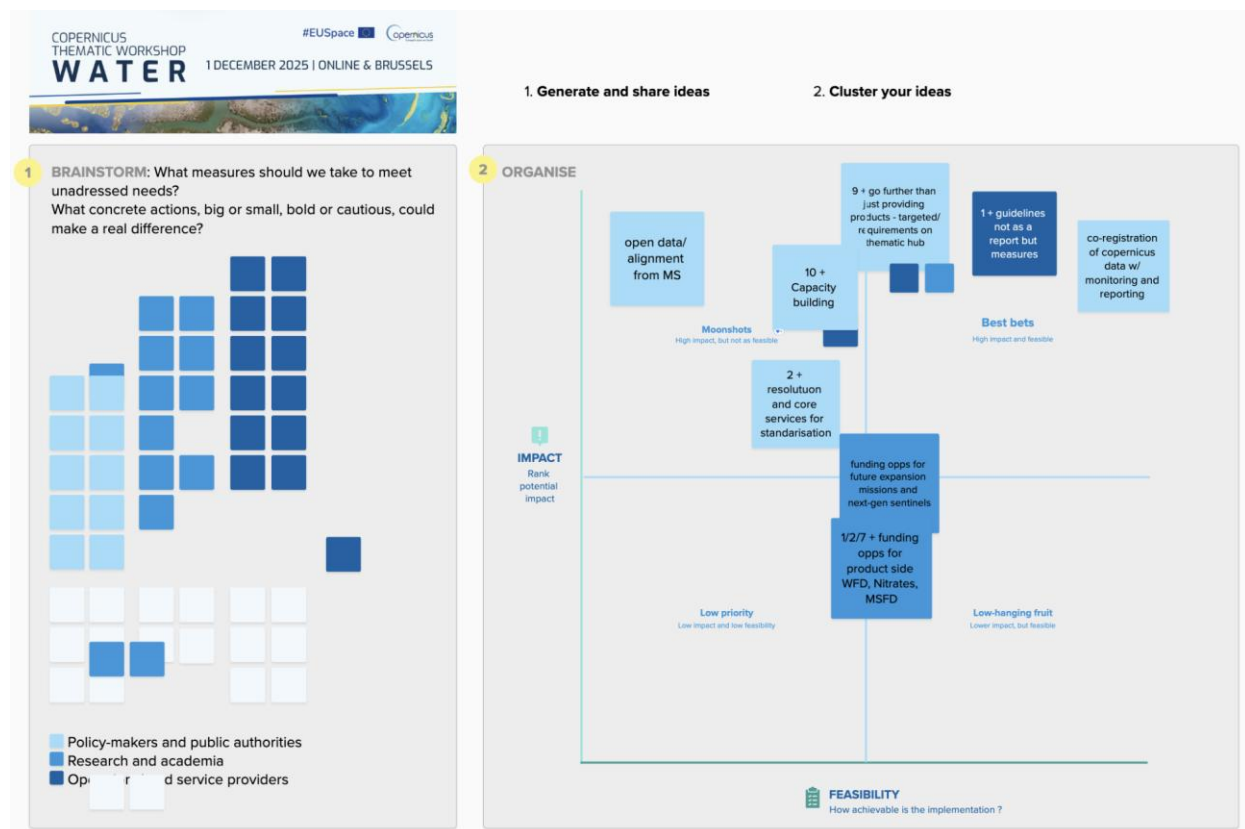 COPERNICUS
THEMATIC WORKSHOP
WATER
#EUSpace
opernicus
1 DECEMBER 2025 | ONLINE & BRUSSELS
1. Generate and share ideas
2. Cluster your ideas
1
BRAINSTORM: What measures should we take to meet
unadressed needs?
What concrete actions, big or small, bold or cautious, could
make a real difference?
Policy-makers and public authorities
Research and academia
Op
d service providers
2
ORGANISE
open data/
alignment
from MS
10 +
Capacity
building
9 + go further than
just providing
products - targeted/
requirements on
thematic hub
1 + guidelines
not as a
report but
measures
co-registration
of copernicus
data w/
monitoring and
reporting
Moonshots
High impact, but not as feasible
Best bets
High impact and feasible
2 +
resolutuon
and core
services for
standarisation
IMPACT
Rank
potential
impact
funding opps for
future expansion
missions and
next-gen sentinels
1/2/7 + funding
opps for
product side
WFD, Nitrates,
MSFD
Low priority
Low impact and low feasibility
Low-hanging fruit
Lower impact, but feasible
FEASIBILITY
How achievable is the implementation ?